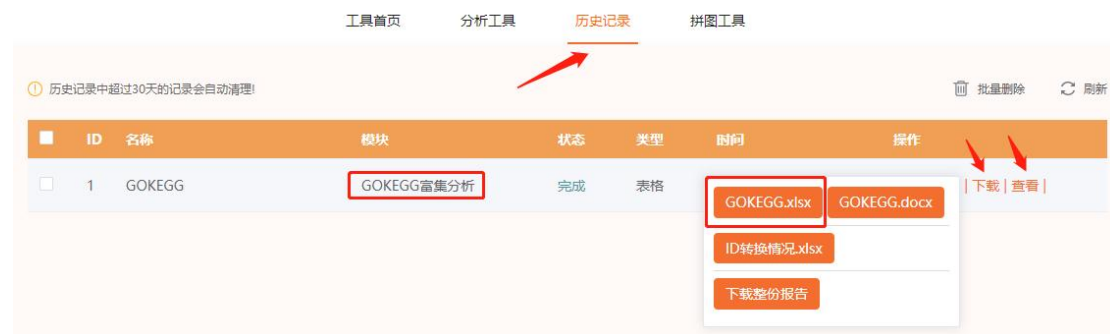 工具首页 分析工具 历史记录 拼图工具
历史记录中超过30天的记录会自动清理! 批量删除 刷新
ID 名称 模块 状态 类型 时间 操作
1 GOKEGG GOKEGG富集分析 完成 表格 | 下载 | 查看 |
GOKEGG.xlsx GOKEGG.docx
ID转换情况.xlsx
下载整份报告